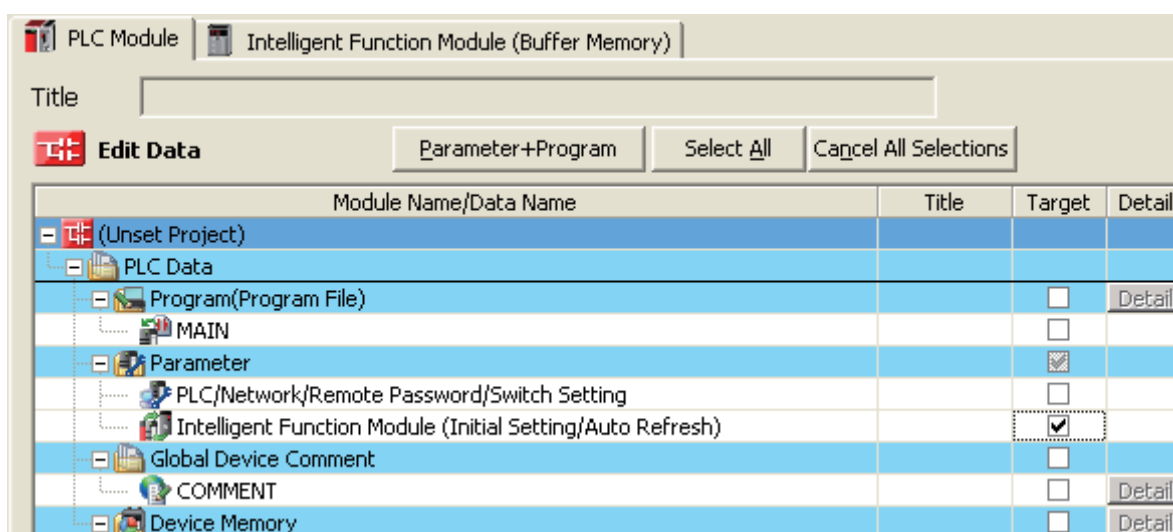 PLC Module Intelligent Function Module (Buffer Memory)
Title
Edit Data Parameter+Program Select All Cancel All Selections
Module Name/Data Name Title Target Detail
(Unset Project)
PLC Data
Program(Program File) Detail
MAIN
Parameter
PLC/Network/Remote Password/Switch Setting
Intelligent Function Module (Initial Setting/Auto Refresh)
Global Device Comment
COMMENT Detail
Device Memory Detail